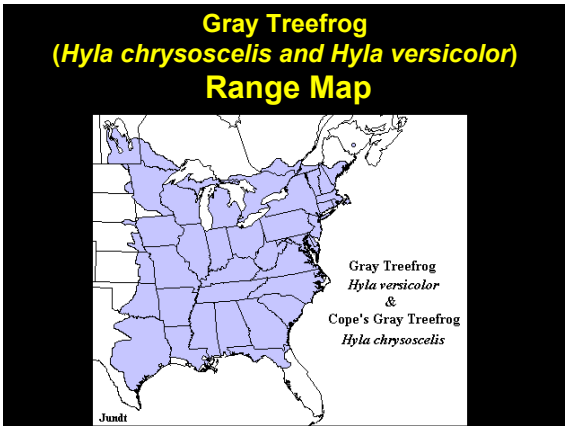 Gray Treefrog
(Hyla chrysoscelis and Hyla versicolor)
Range Map
Gray Treefrog
Hyla versicolor
&
Cope's Gray Treefrog
Hyla chrysoscelis
Jundt